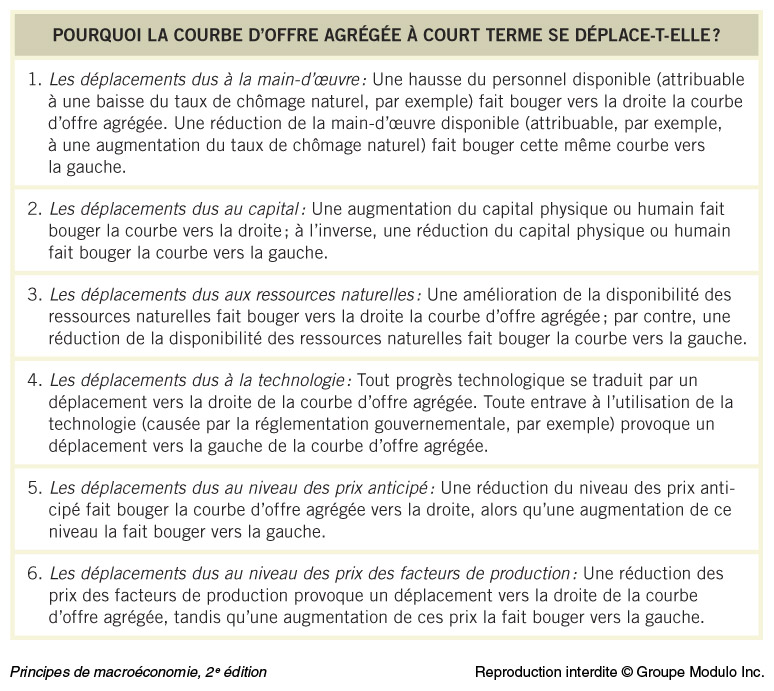 POURQUOI LA COURBE D’OFFRE AGRÉGÉE À COURT TERME SE DÉPLACE-T-ELLE?
1. Les déplacements dus à la main-d’œuvre : Une hausse du personnel disponible (attribuable
à une baisse du taux de chômage naturel, par exemple) fait bouger vers la droite la courbe
d’offre agrégée. Une réduction de la main-d’œuvre disponible (attribuable, par exemple,
à une augmentation du taux de chômage naturel) fait bouger cette même courbe vers
la gauche.
2. Les déplacements dus au capital : Une augmentation du capital physique ou humain fait
bouger la courbe vers la droite ; à l’inverse, une réduction du capital physique ou humain
fait bouger la courbe vers la gauche.
3. Les déplacements dus aux ressources naturelles : Une amélioration de la disponibilité des
ressources naturelles fait bouger vers la droite la courbe d’offre agrégée ; par contre, une
réduction de la disponibilité des ressources naturelles fait bouger la courbe vers la gauche.
4. Les déplacements dus à la technologie : Tout progrès technologique se traduit par un
déplacement vers la droite de la courbe d’offre agrégée. Toute entrave à l’utilisation de la
technologie (causée par la réglementation gouvernementale, par exemple) provoque un
déplacement vers la gauche de la courbe d’offre agrégée.
5. Les déplacements dus au niveau des prix anticipé : Une réduction du niveau des prix anti-
cipé fait bouger la courbe d’offre agrégée vers la droite, alors qu’une augmentation de ce
niveau la fait bouger vers la gauche.
6. Les déplacements dus au niveau des prix des facteurs de production : Une réduction des
prix des facteurs de production provoque un déplacement vers la droite de la courbe
d’offre agrégée, tandis qu’une augmentation de ces prix la fait bouger vers la gauche.
Principes de macroéconomie, 2e édition
Reproduction interdite © Groupe Modulo Inc.